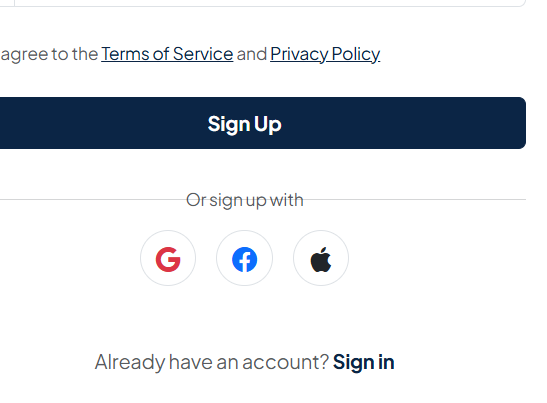 agree to the Terms of Service and Privacy Policy
Sign Up
Or sign up with
Already have an account? Sign in